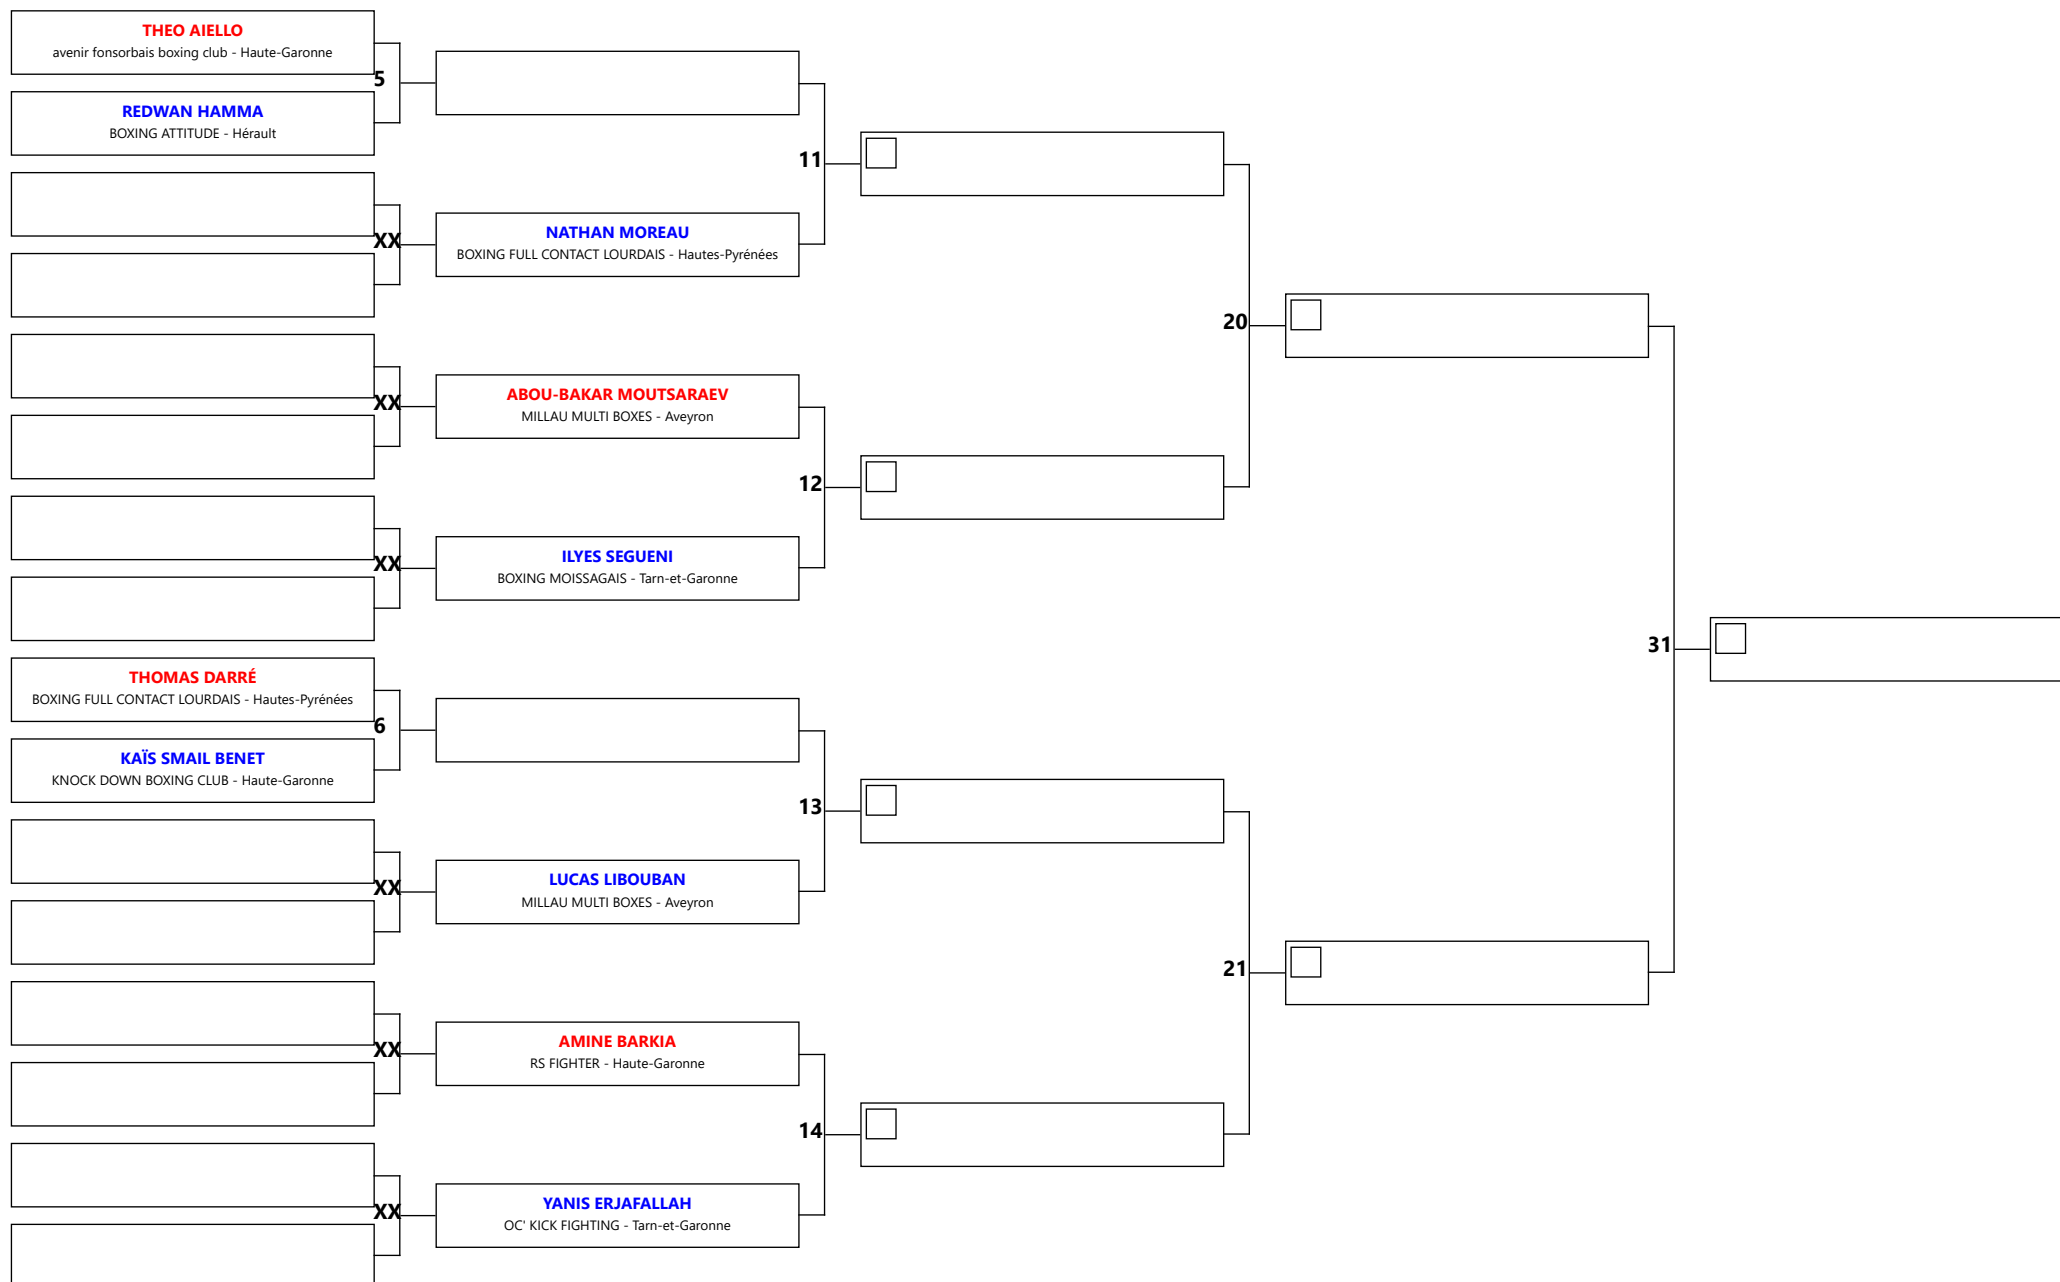 THEO AIELLO
avenir fonsorbais boxing club - Haute-Garonne
5
REDWAN HAMMA
BOXING ATTITUDE - Hérault
11
XX
NATHAN MOREAU
BOXING FULL CONTACT LOURDAIS - Hautes-Pyrénées
20
XX
ABOU-BAKAR MOUTSARAEV
MILLAU MULTI BOXES - Aveyron
12
XX
ILYES SEGUENI
BOXING MOISSAGAIS - Tarn-et-Garonne
31
THOMAS DARRÉ
BOXING FULL CONTACT LOURDAIS - Hautes-Pyrénées
6
KAÏS SMAIL BENET
KNOCK DOWN BOXING CLUB - Haute-Garonne
13
XX
LUCAS LIBOUBAN
MILLAU MULTI BOXES - Aveyron
21
XX
AMINE BARKIA
RS FIGHTER - Haute-Garonne
14
XX
YANIS ERJAFALLAH
OC' KICK FIGHTING - Tarn-et-Garonne